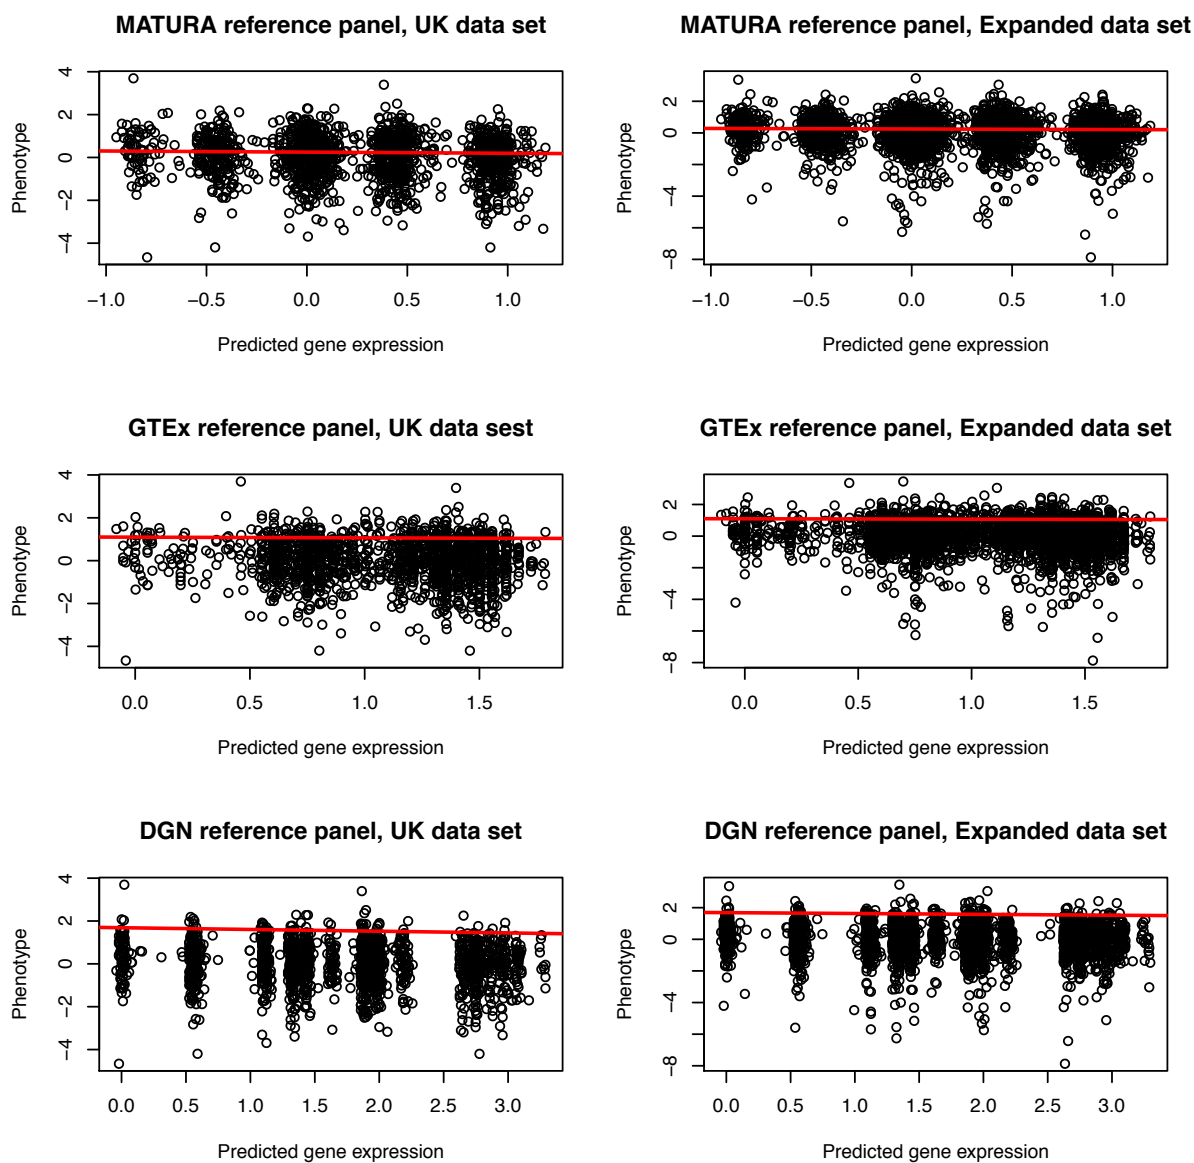 MATURA reference panel, UK data set
4
2
0
−2
−4
Phenotype
−1.0 −0.5 0.0 0.5 1.0
Predicted gene expression
MATURA reference panel, Expanded data set
2
0
−4
−8
Phenotype
−1.0 −0.5 0.0 0.5 1.0
Predicted gene expression
GTEx reference panel, UK data sest
4
2
0
−2
−4
Phenotype
0.0 0.5 1.0 1.5
Predicted gene expression
GTEx reference panel, Expanded data set
2
0
−4
−8
Phenotype
0.0 0.5 1.0 1.5
Predicted gene expression
DGN reference panel, UK data set
4
2
0
−2
−4
Phenotype
0.0 0.5 1.0 1.5 2.0 2.5 3.0
Predicted gene expression
DGN reference panel, Expanded data set
2
0
−4
−8
Phenotype
0.0 0.5 1.0 1.5 2.0 2.5 3.0
Predicted gene expression